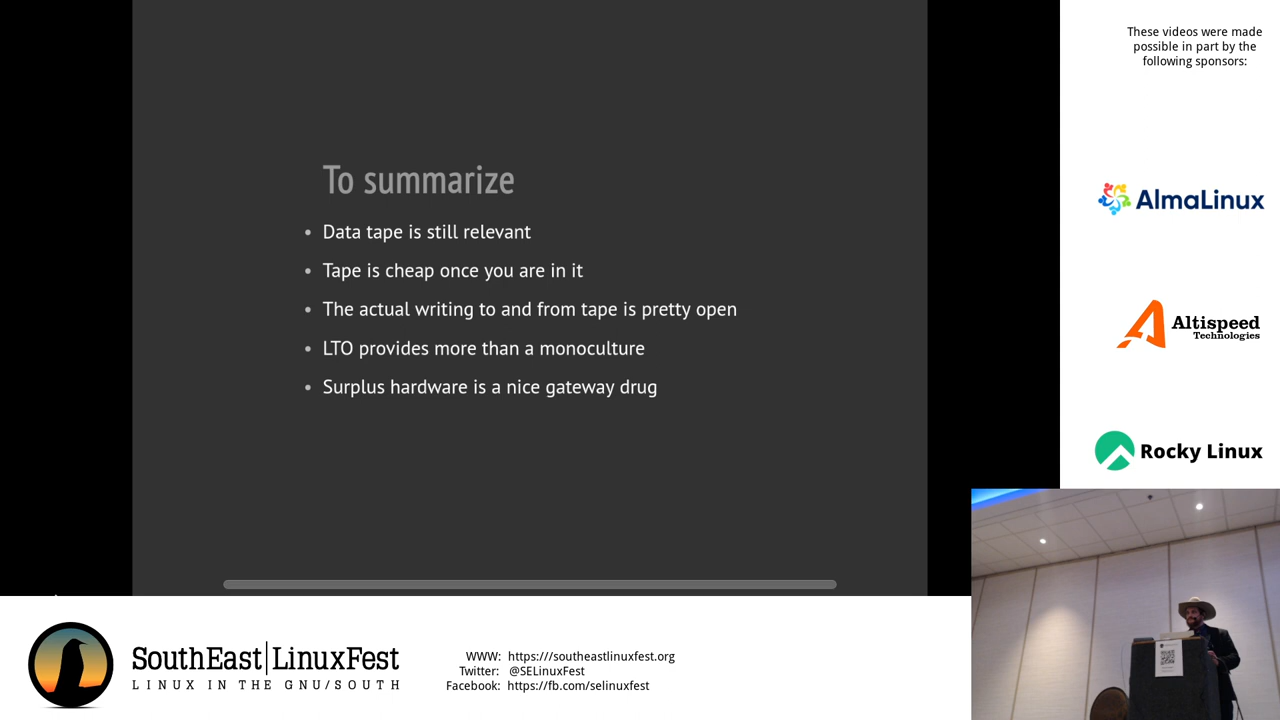 These videos were made
possible in part by the
following sponsors:
To summarize
• Data tape is still relevant
• Tape is cheap once you are in it
• The actual writing to and from tape is pretty open
• LTO provides more than a monoculture
• Surplus hardware is a nice gateway drug
AlmaLinux
Altispeed
Technologies
Rocky Linux
SouthEast|LinuxFest
LINUX IN THE GNU/SOUTH
WWW: https:///southeastlinuxfest.org
Twitter: @SELinuxFest
Facebook: https://fb.com/selinuxfest